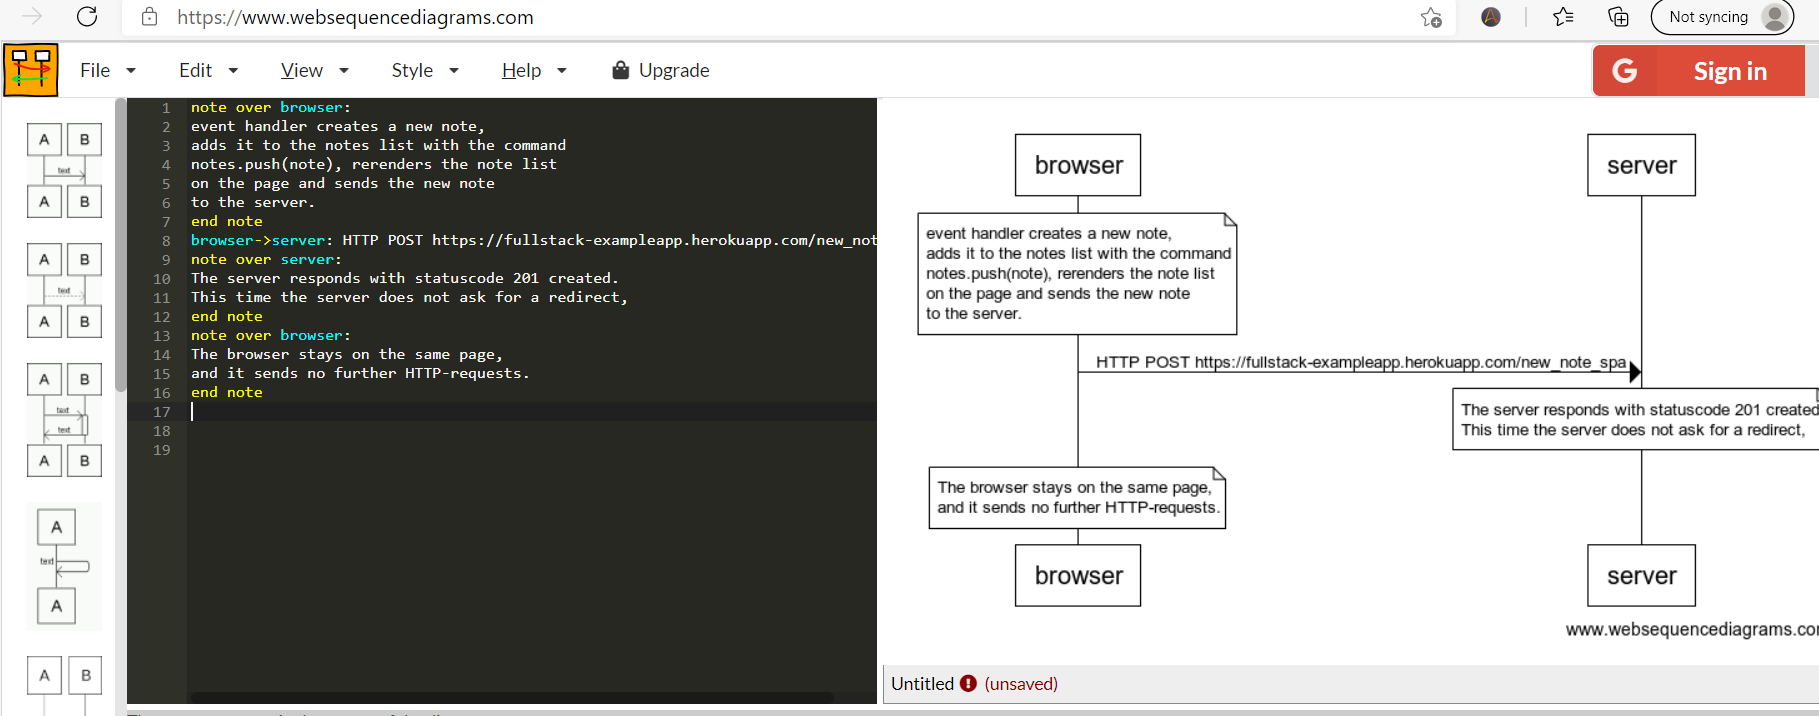 https://www.websequencediagrams.com
Not syncing
File
Edit
View
Style
Help
Upgrade
G Sign in
A B
text
A B
A B
text
A B
A B
text
text
A B
A
text
A
A B
1 note over browser:
2 event handler creates a new note,
3 adds it to the notes list with the command
4 notes.push(note), rerenders the note list
5 on the page and sends the new note
6 to the server.
7 end note
8 browser->server: HTTP POST https://fullstack-exampleapp.herokuapp.com/new_not
9 note over server:
10 The server responds with statuscode 201 created.
11 This time the server does not ask for a redirect,
12 end note
13 note over browser:
14 The browser stays on the same page,
15 and it sends no further HTTP-requests.
16 end note
17
18
19
browser
server
event handler creates a new note,
adds it to the notes list with the command
notes.push(note), rerenders the note list
on the page and sends the new note
to the server.
HTTP POST https://fullstack-exampleapp.herokuapp.com/new_note_spa
The server responds with statuscode 201 created
This time the server does not ask for a redirect,
The browser stays on the same page,
and it sends no further HTTP-requests.
browser
server
www.websequencediagrams.co
Untitled ! (unsaved)